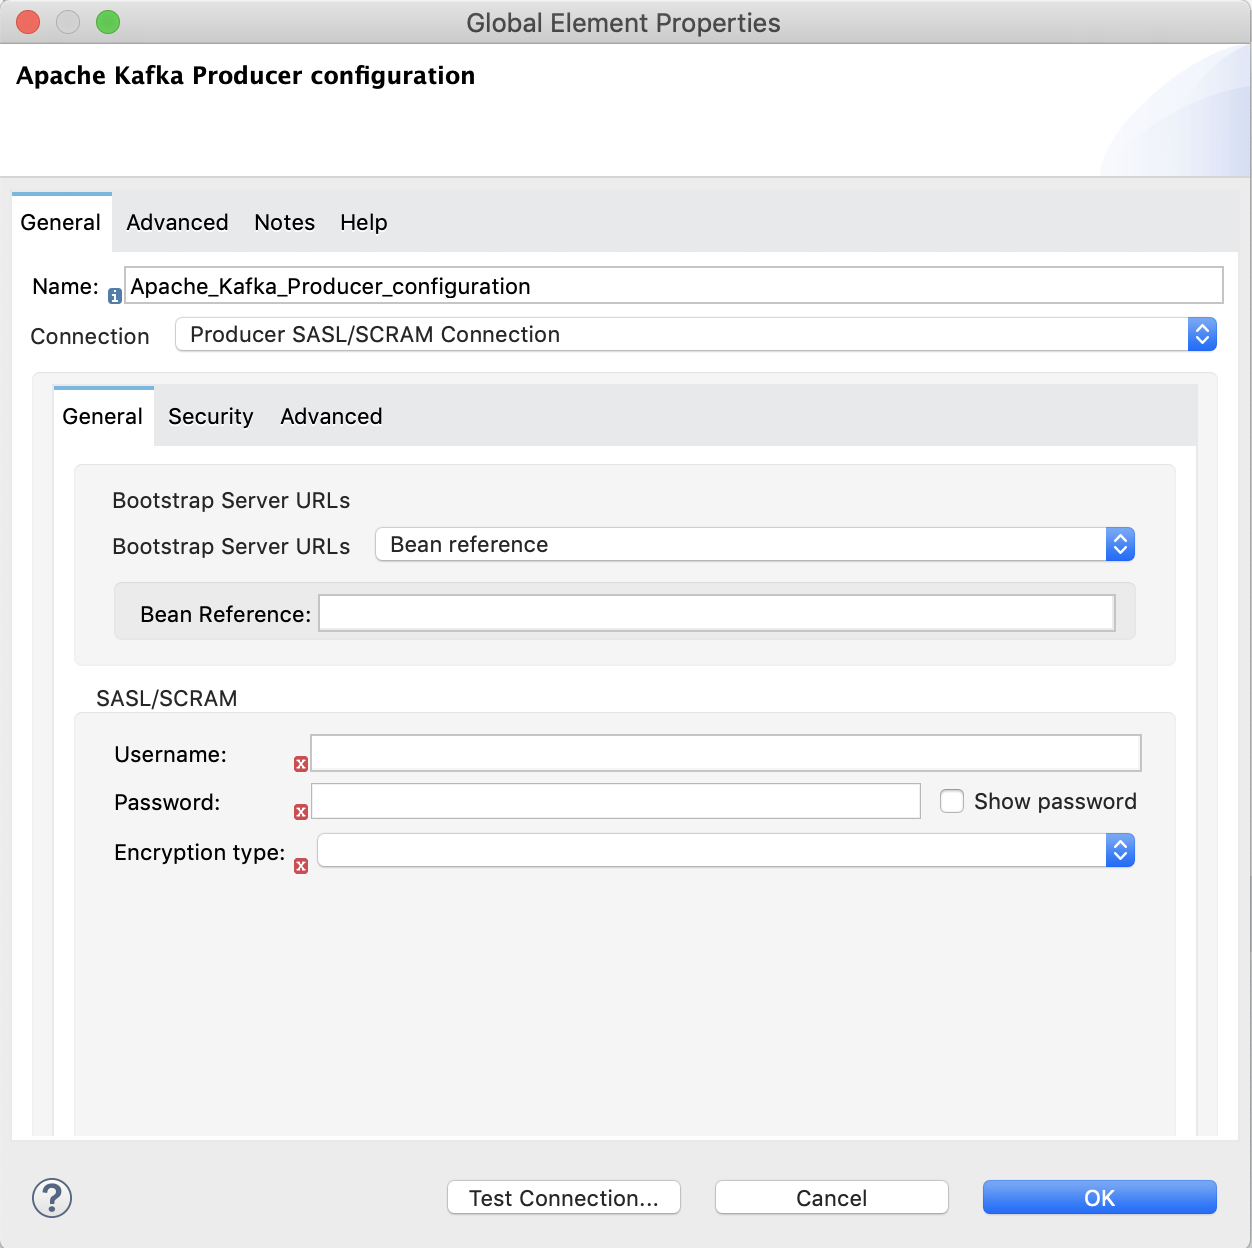 Global Element Properties
Apache Kafka Producer configuration
General Advanced Notes Help
Name: Apache_Kafka_Producer_configuration
Connection Producer SASL/SCRAM Connection
General Security Advanced
Bootstrap Server URLs
Bootstrap Server URLs Bean reference
Bean Reference:
SASL/SCRAM
Username:
Password: Show password
Encryption type:
? Test Connection... Cancel OK